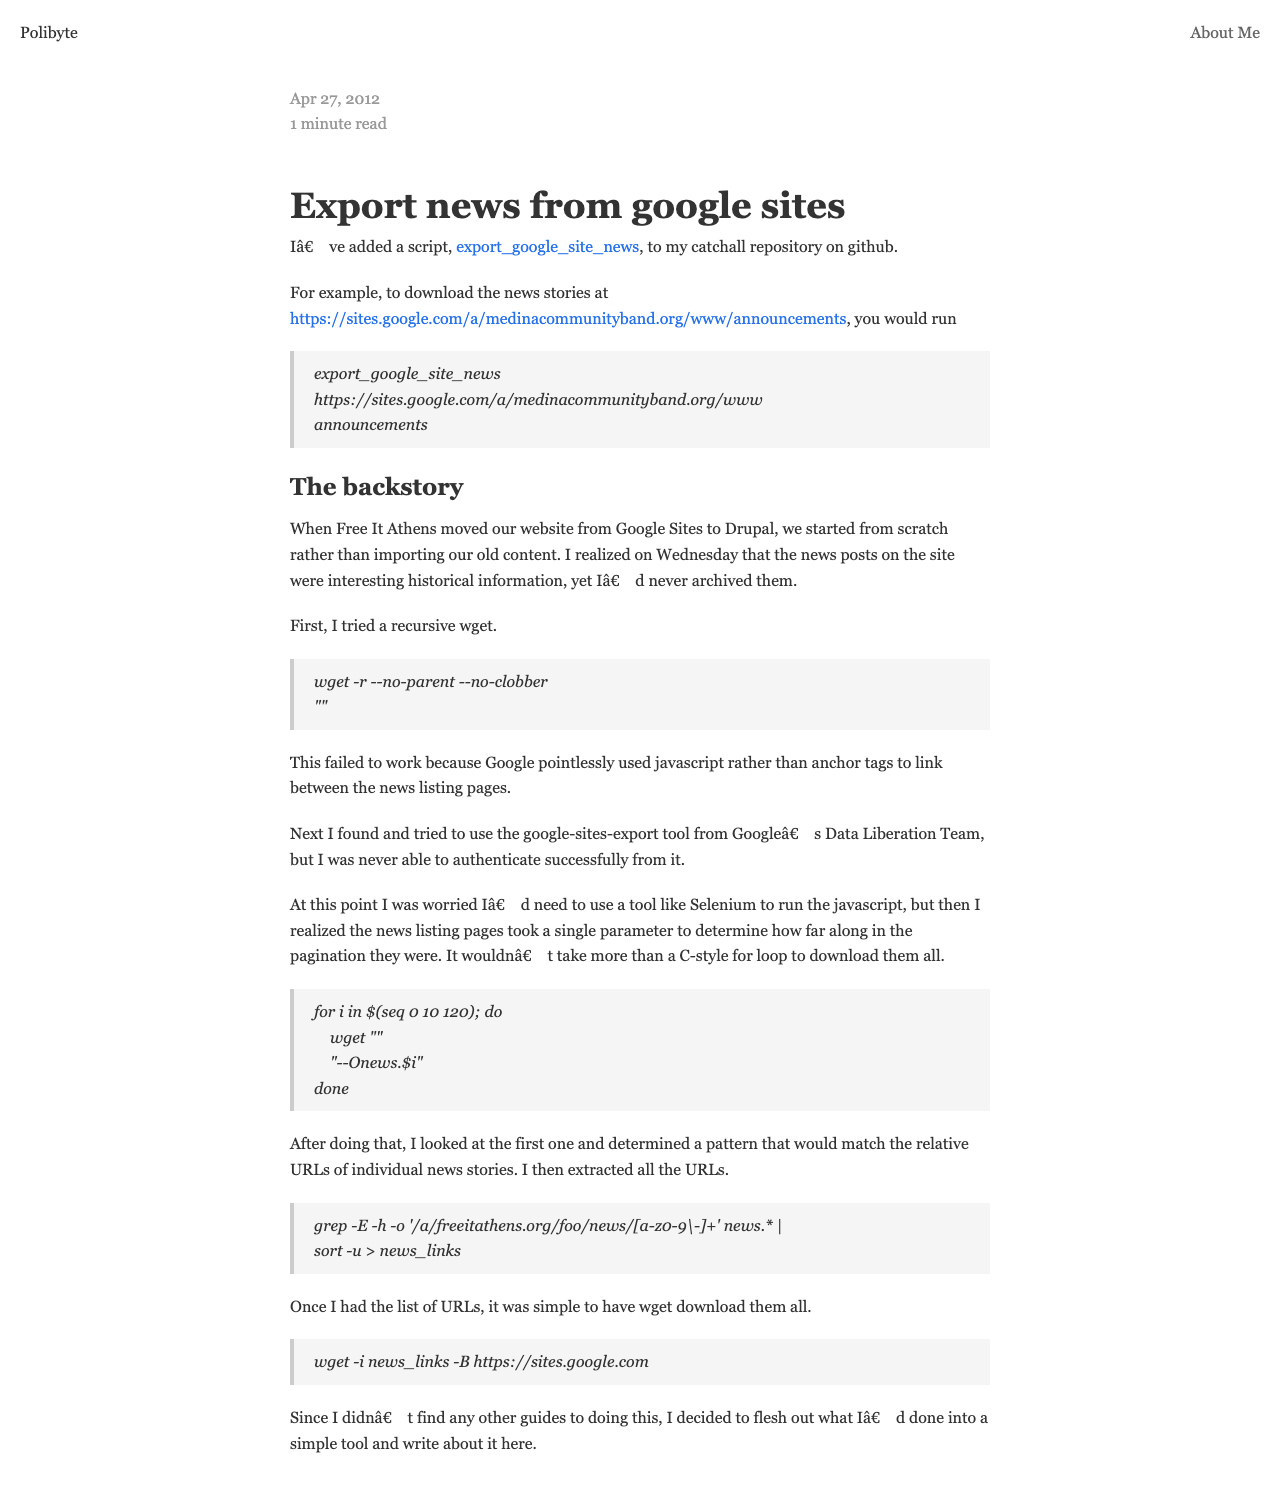 Polibyte
About Me
Apr 27, 2012
1 minute read
Export news from google sites
Iâ€ ve added a script, export_google_site_news, to my catchall repository on github.
For example, to download the news stories at
https://sites.google.com/a/medinacommunityband.org/www/announcements, you would run
export_google_site_news
https://sites.google.com/a/medinacommunityband.org/www
announcements
The backstory
When Free It Athens moved our website from Google Sites to Drupal, we started from scratch
rather than importing our old content. I realized on Wednesday that the news posts on the site
were interesting historical information, yet Iâ€ d never archived them.
First, I tried a recursive wget.
wget -r --no-parent --no-clobber
""
This failed to work because Google pointlessly used javascript rather than anchor tags to link
between the news listing pages.
Next I found and tried to use the google-sites-export tool from Googleâ€ s Data Liberation Team,
but I was never able to authenticate successfully from it.
At this point I was worried Iâ€ d need to use a tool like Selenium to run the javascript, but then I
realized the news listing pages took a single parameter to determine how far along in the
pagination they were. It wouldnâ€ t take more than a C-style for loop to download them all.
for i in $(seq 0 10 120); do
wget ""
"--Onews.$i"
done
After doing that, I looked at the first one and determined a pattern that would match the relative
URLs of individual news stories. I then extracted all the URLs.
grep -E -h -o '/a/freeitathens.org/foo/news/[a-z0-9\-]+' news.* |
sort -u > news_links
Once I had the list of URLs, it was simple to have wget download them all.
wget -i news_links -B https://sites.google.com
Since I didnâ€ t find any other guides to doing this, I decided to flesh out what Iâ€ d done into a
simple tool and write about it here.